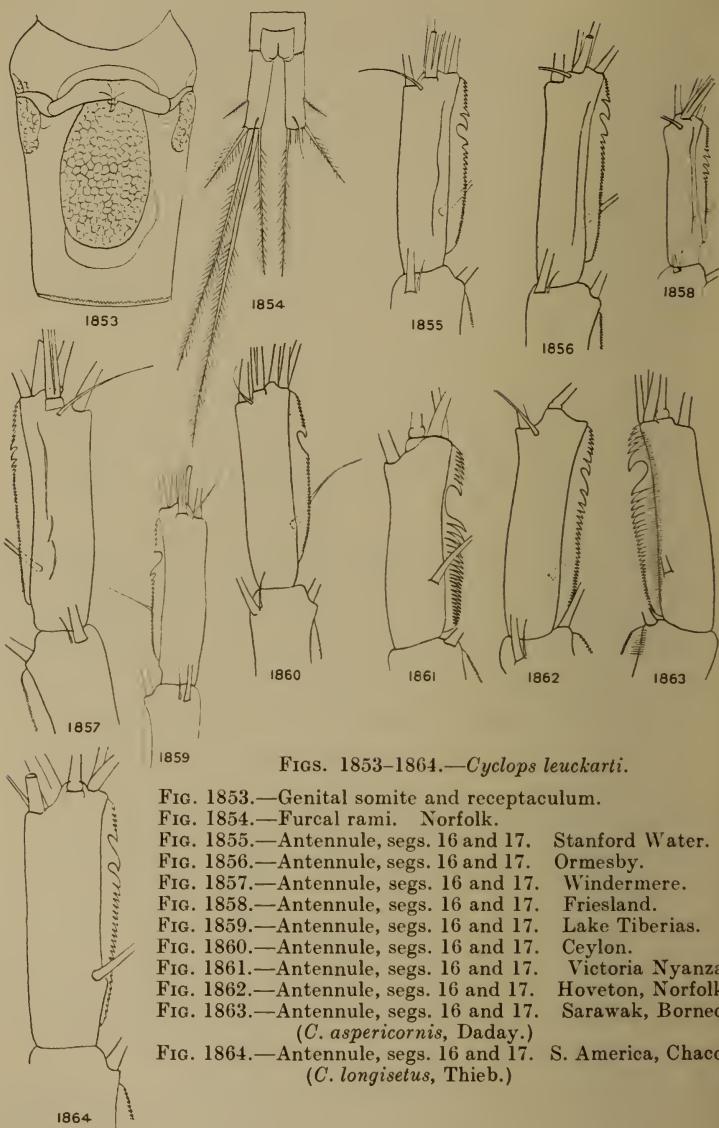 1853
1854
1855
1856
1858
1857
1859
1860
1861
1862
1863
1864
FIGS. 1853–1864.—Cyclops leuckarti.
FIG. 1853.—Genital somite and receptaculum.
FIG. 1854.—Furcal rami. Norfolk.
FIG. 1855.—Antennule, segs. 16 and 17. Stanford Water.
FIG. 1856.—Antennule, segs. 16 and 17. Ormesby.
FIG. 1857.—Antennule, segs. 16 and 17. Windermere.
FIG. 1858.—Antennule, segs. 16 and 17. Friesland.
FIG. 1859.—Antennule, segs. 16 and 17. Lake Tiberias.
FIG. 1860.—Antennule, segs. 16 and 17. Ceylon.
FIG. 1861.—Antennule, segs. 16 and 17. Victoria Nyanza
FIG. 1862.—Antennule, segs. 16 and 17. Hoveton, Norfolk
FIG. 1863.—Antennule, segs. 16 and 17. Sarawak, Borneo
(C. aspericornis, Daday.)
FIG. 1864.—Antennule, segs. 16 and 17. S. America, Chaco
(C. longisetus, Thieb.)